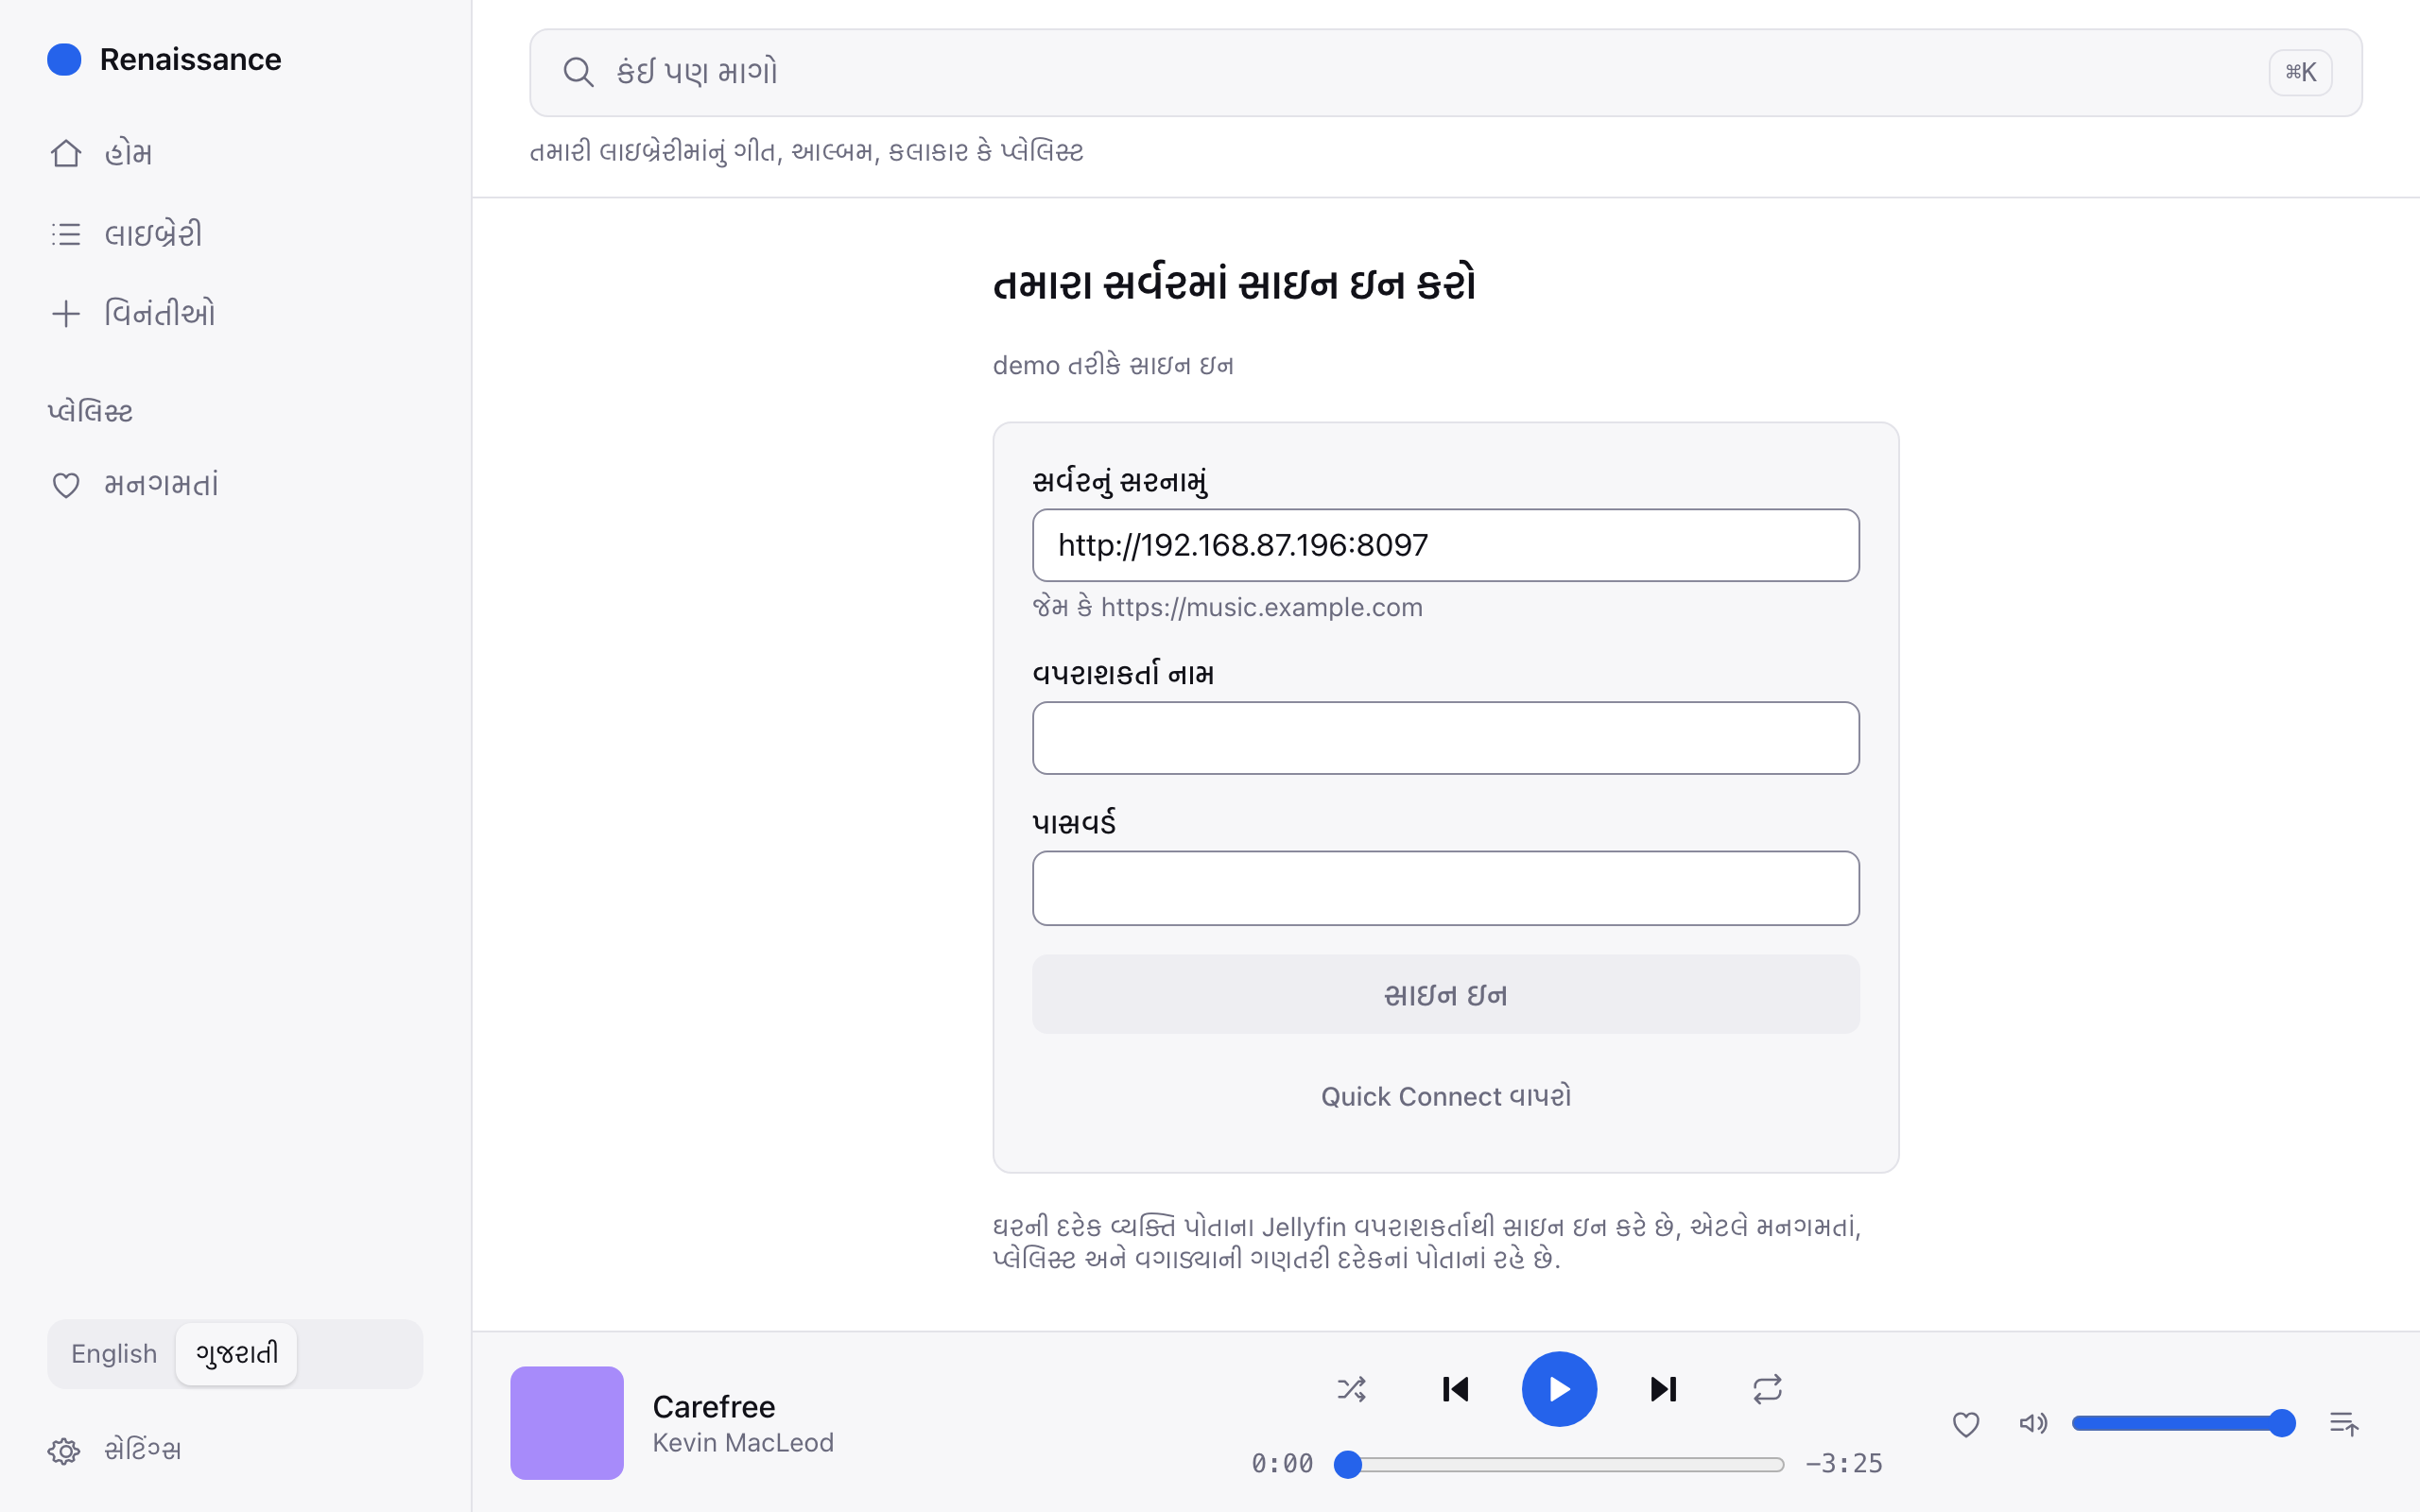 Renaissance
હોમ
લાઇબ્રેરી
વિનંતીઓ
પ્લેલિસ્ટ
મનગમતાં
English ગુજરાતી
સેટિંગ્સ
કંઈ પણ માગો
⌘K
તમારી લાઇબ્રેરીમાંનું ગીત, આલ્બમ, કલાકાર કે પ્લેલિસ્ટ
તમારા સર્વરમાં સાઇન ઇન કરો
demo તરીકે સાઇન ઇન
સર્વરનું સરનામું
http://192.168.87.196:8097
જેમ કે https://music.example.com
વપરાશકર્તા નામ
પાસવર્ડ
સાઇન ઇન
Quick Connect વાપરો
ઘરની દરેક વ્યક્તિ પોતાના Jellyfin વપરાશકર્તાથી સાઇન ઇન કરે છે, એટલે મનગમતાં,
પ્લેલિસ્ટ અને વગાડ્યાની ગણતરી દરેકનાં પોતાનાં રહે છે.
Carefree
Kevin MacLeod
0:00
−3:25